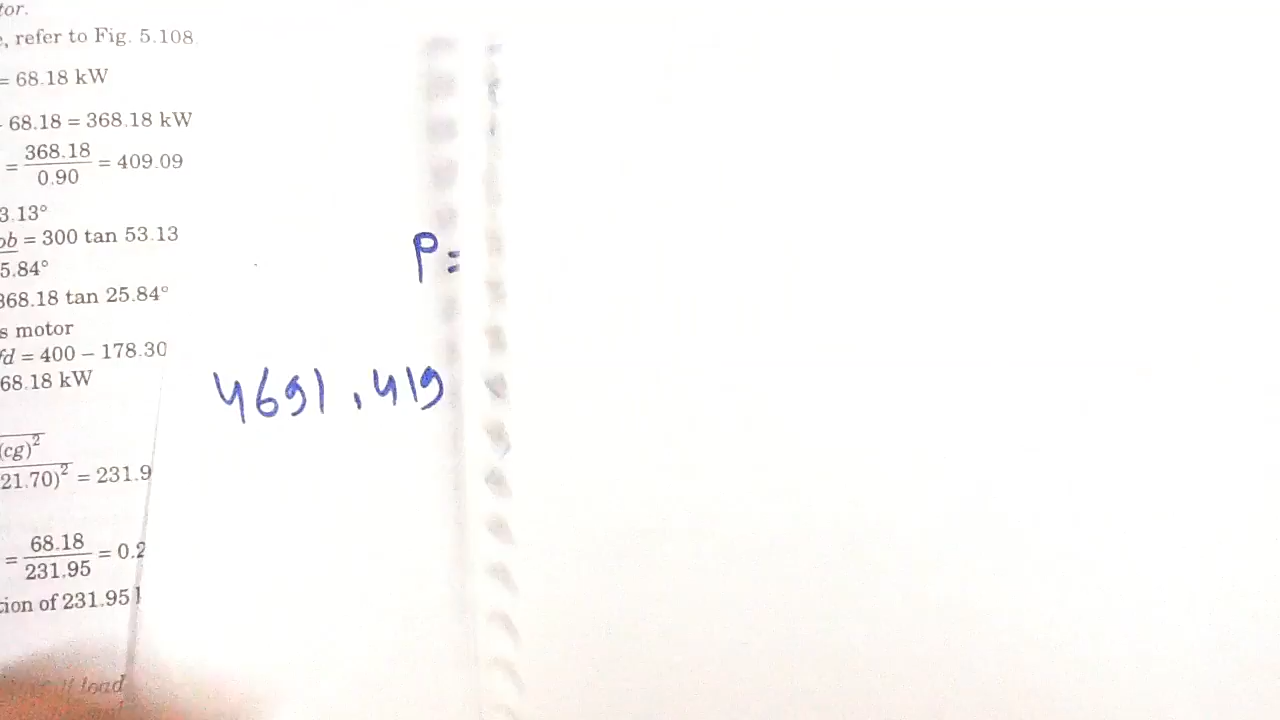 tor.
e, refer to Fig. 5.108
= 68.18 kW
68.18 = 368.18 kW
= 368.18 / 0.90 = 409.09
3.13°
ob = 300 tan 53.13
5.84°
368.18 tan 25.84°
s motor
fd = 400 – 178.30
68.18 kW
(cg)²
21.70)² = 231.9
= 68.18 / 231.95 = 0.2
tion of 231.95
load
P =
4691.419